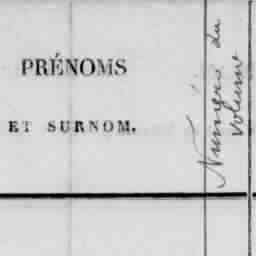 PRÉNOMS
ET SURNOM.
Numéro du
volume